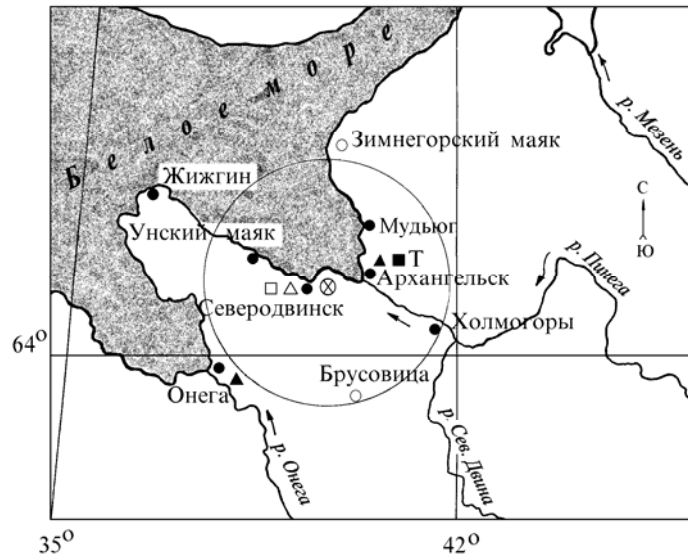 Белое море
Зимнегорский маяк
р. Мезень
Жижгин
Мудьюг
С
Ю
Унский маяк
Т
Архангельск
р. Пинега
Северодвинск
Холмогоры
64°
Брусовица
Онега
р. Онега
р. Сев. Двина
35°
42°